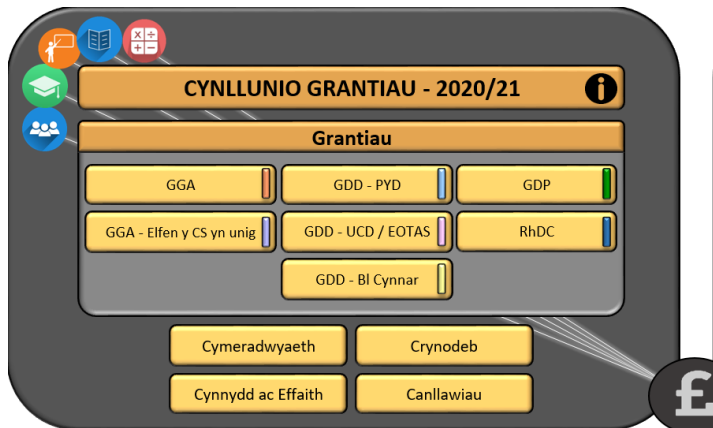 CYNLLUNIO GRANTIAU - 2020/21
Grantiau
GGA
GDD - PYD
GDP
GGA - Elfen y CS yn unig
GDD - UCD / EOTAS
RhDC
GDD - Bl Cynnar
Cymeradwyaeth
Crynodeb
Cynnydd ac Effaith
Canllawiau
£